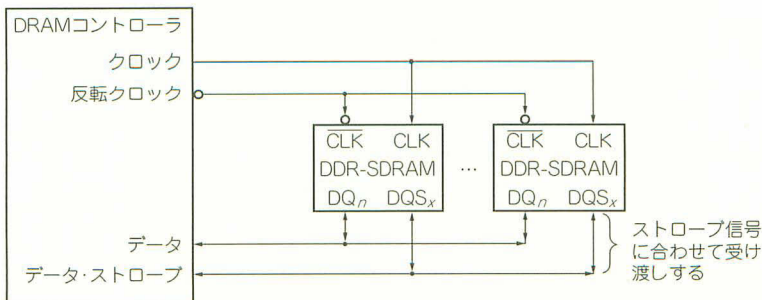 DRAMコントローラ
クロック
反転クロック
CLK CLK
DDR-SDRAM
DQn DQSx
…
CLK CLK
DDR-SDRAM
DQn DQSx
データ
データ・ストローブ
ストローブ信号
に合わせて受け
渡しする